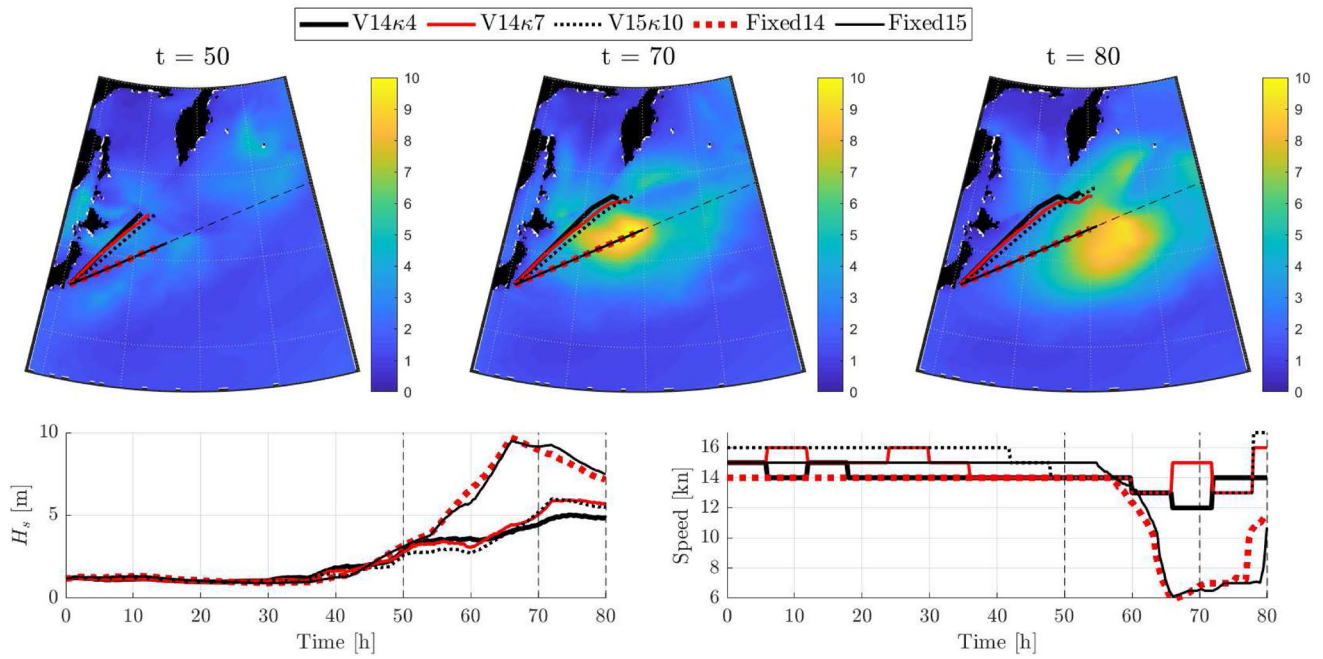 V14κ4 V14κ7 V15κ10 Fixed14 Fixed15
t = 50 t = 70 t = 80
10 10 10
9 9 9
8 8 8
7 7 7
6 6 6
5 5 5
4 4 4
3 3 3
2 2 2
1 1 1
0 0 0
10
5
0
H_s [m]
0 10 20 30 40 50 60 70 80
Time [h]
16
14
12
10
8
6
Speed [kn]
0 10 20 30 40 50 60 70 80
Time [h]